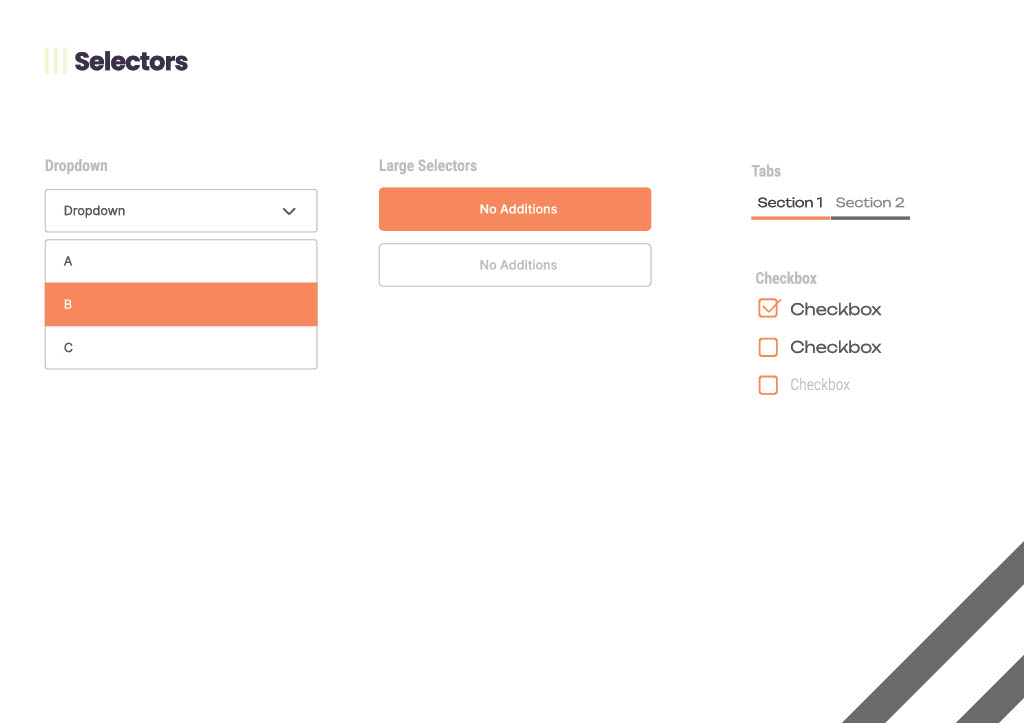 Selectors
Dropdown
Dropdown
A
B
C
Large Selectors
No Additions
No Additions
Tabs
Section 1 Section 2
Checkbox
Checkbox
Checkbox
Checkbox